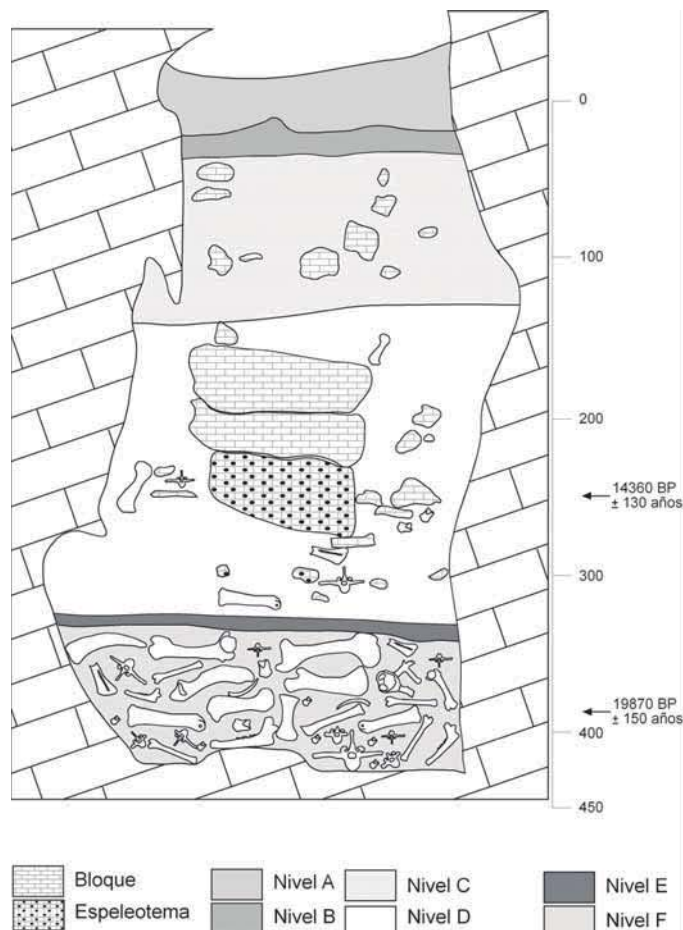 0
100
200
14360 BP
± 130 años
300
19870 BP
± 150 años
400
450
Bloque
Nivel A
Nivel C
Nivel E
Espeleotema
Nivel B
Nivel D
Nivel F